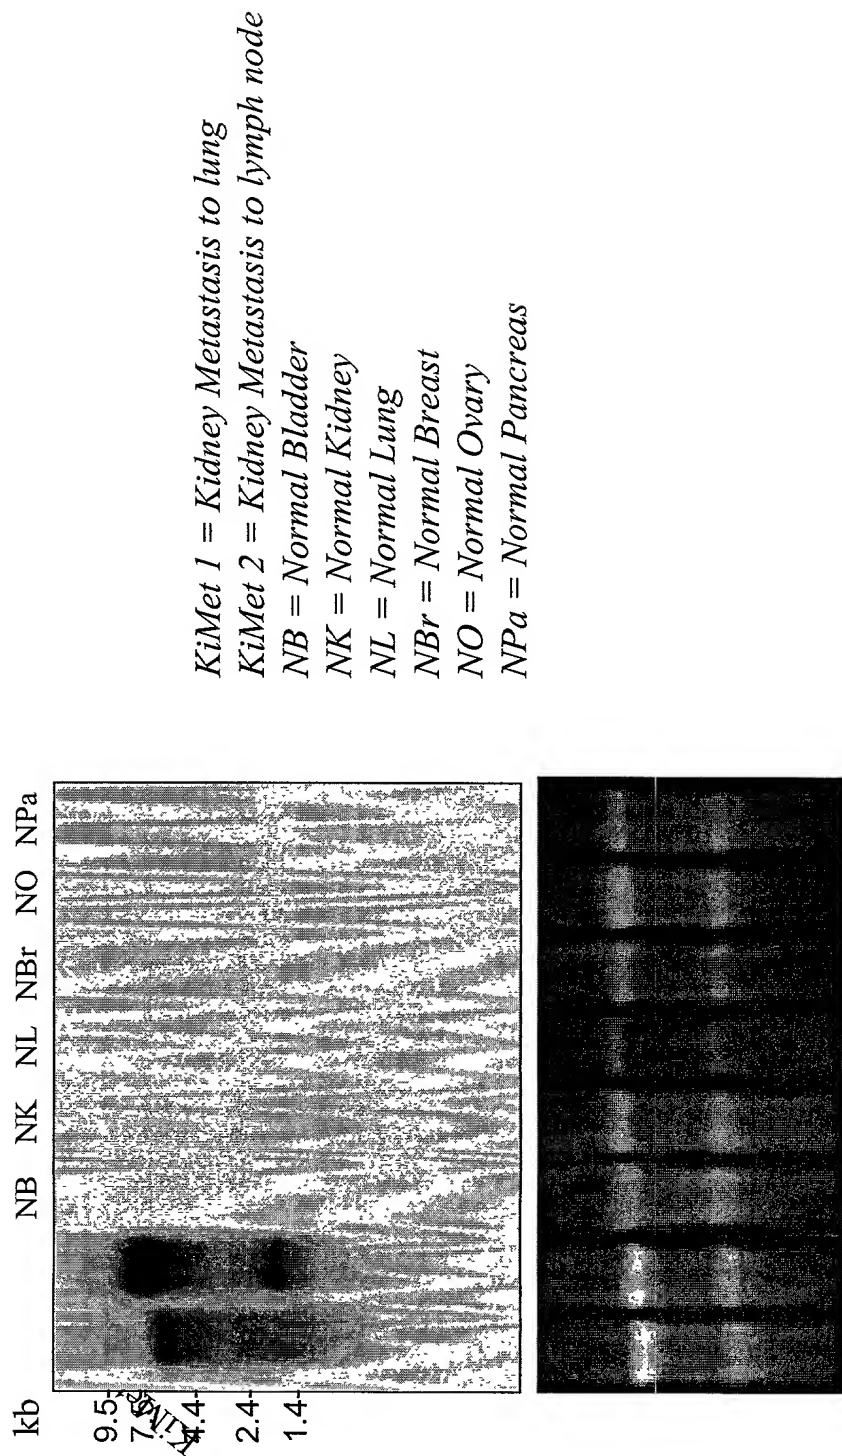 kb
NB NK NL NBr NO NPa
9.5
4.4
2.4
1.4
KiMet 1 = Kidney Metastasis to lung
KiMet 2 = Kidney Metastasis to lymph node
NB = Normal Bladder
NK = Normal Kidney
NL = Normal Lung
NBr = Normal Breast
NO = Normal Ovary
NPa = Normal Pancreas